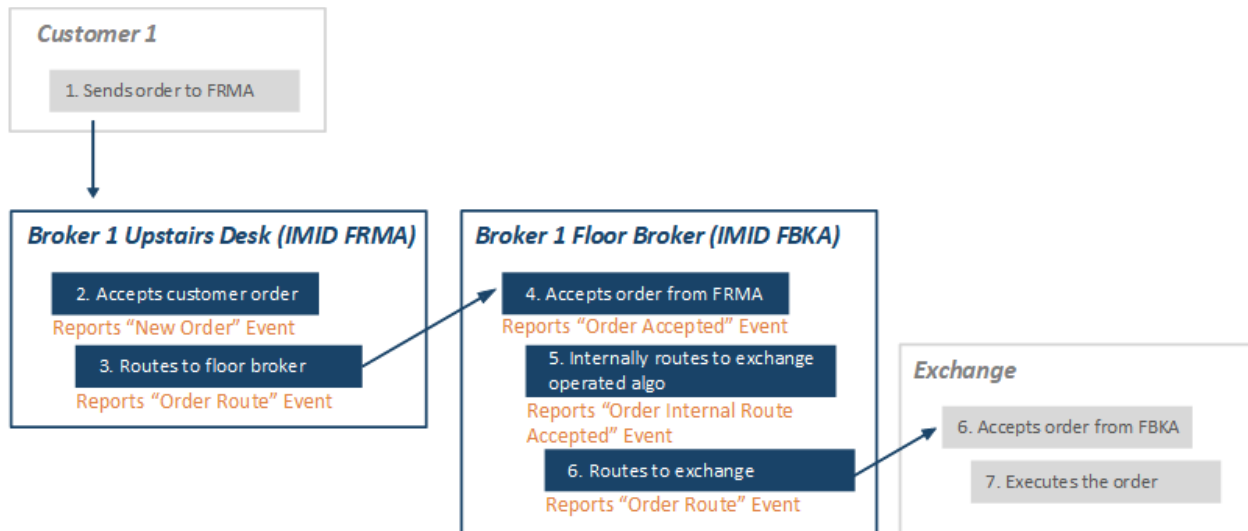 Customer 1
1. Sends order to FRMA
Broker 1 Upstairs Desk (IMID FRMA)
2. Accepts customer order
Reports “New Order” Event
3. Routes to floor broker
Reports “Order Route” Event
Broker 1 Floor Broker (IMID FBKA)
4. Accepts order from FRMA
Reports “Order Accepted” Event
5. Internally routes to exchange
operated algo
Reports “Order Internal Route
Accepted” Event
6. Routes to exchange
Reports “Order Route” Event
Exchange
6. Accepts order from FBKA
7. Executes the order